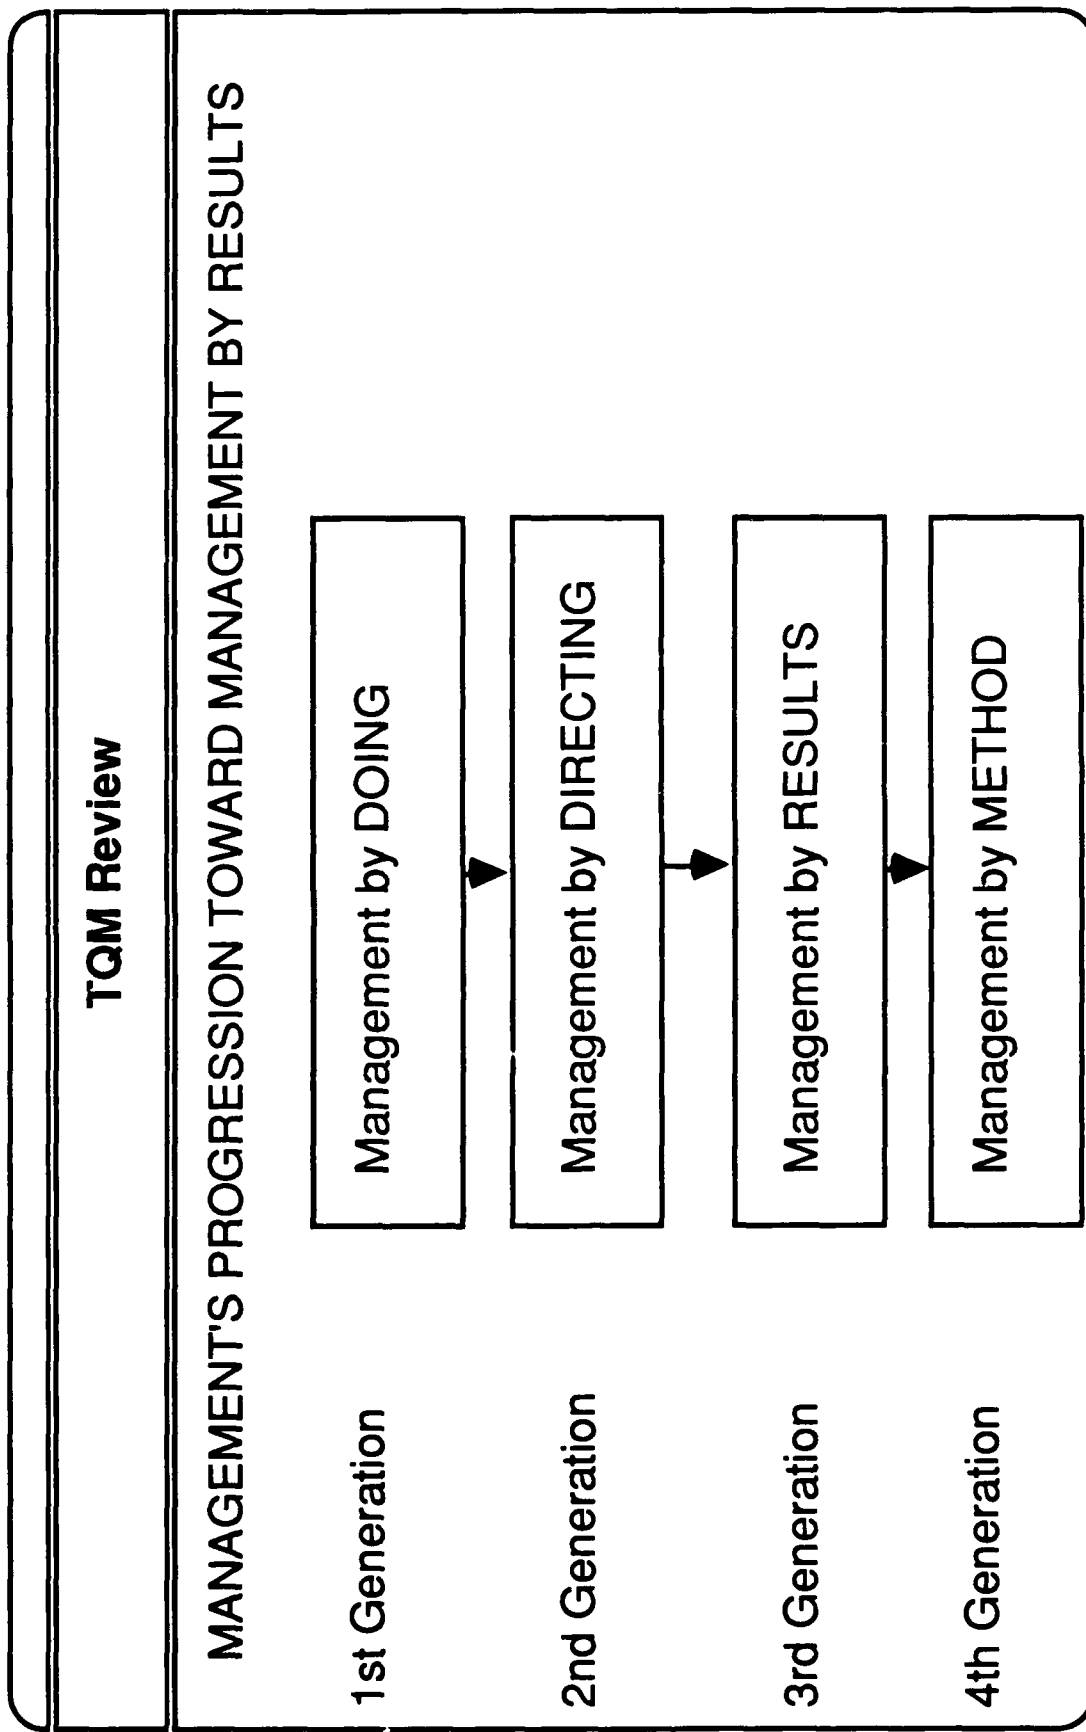 TQM Review
MANAGEMENT'S PROGRESSION TOWARD MANAGEMENT BY RESULTS
1st Generation
Management by DOING
2nd Generation
Management by DIRECTING
3rd Generation
Management by RESULTS
4th Generation
Management by METHOD